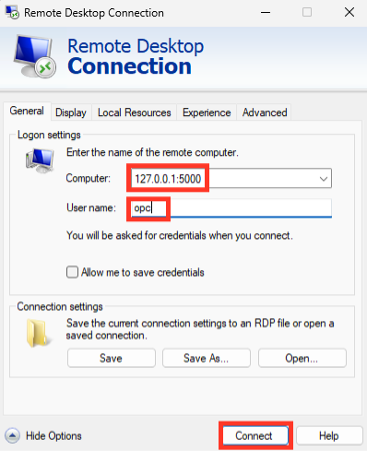 Remote Desktop Connection
Remote Desktop
Connection
General Display Local Resources Experience Advanced
Logon settings
Enter the name of the remote computer.
Computer: 127.0.0.1:5000
User name: opc
You will be asked for credentials when you connect.
Allow me to save credentials
Connection settings
Save the current connection settings to an RDP file or open a
saved connection.
Save Save As... Open...
Hide Options Connect Help